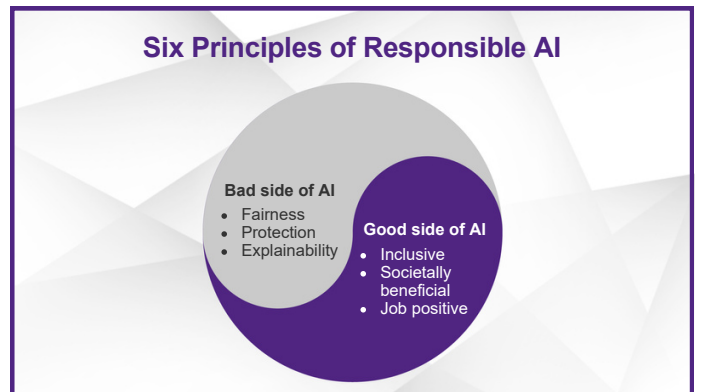 Six Principles of Responsible AI
Bad side of AI
• Fairness
• Protection
• Explainability
Good side of AI
• Inclusive
• Societally
beneficial
• Job positive